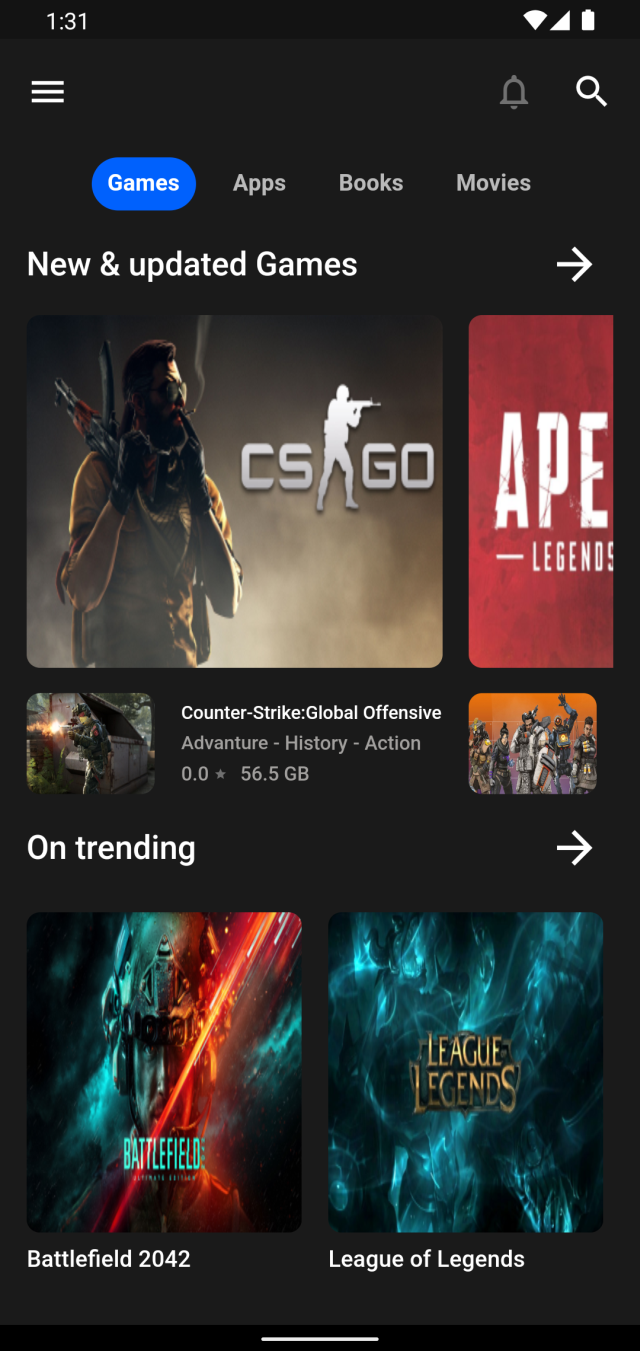 1:31
Games Apps Books Movies
New & updated Games
CS GO
APE
LEGENDS
Counter-Strike:Global Offensive
Advanture - History - Action
0.0 ★ 56.5 GB
On trending
BATTLEFIELD
ULTIMATE EDITION
LEAGUE
LEGENDS
Battlefield 2042
League of Legends